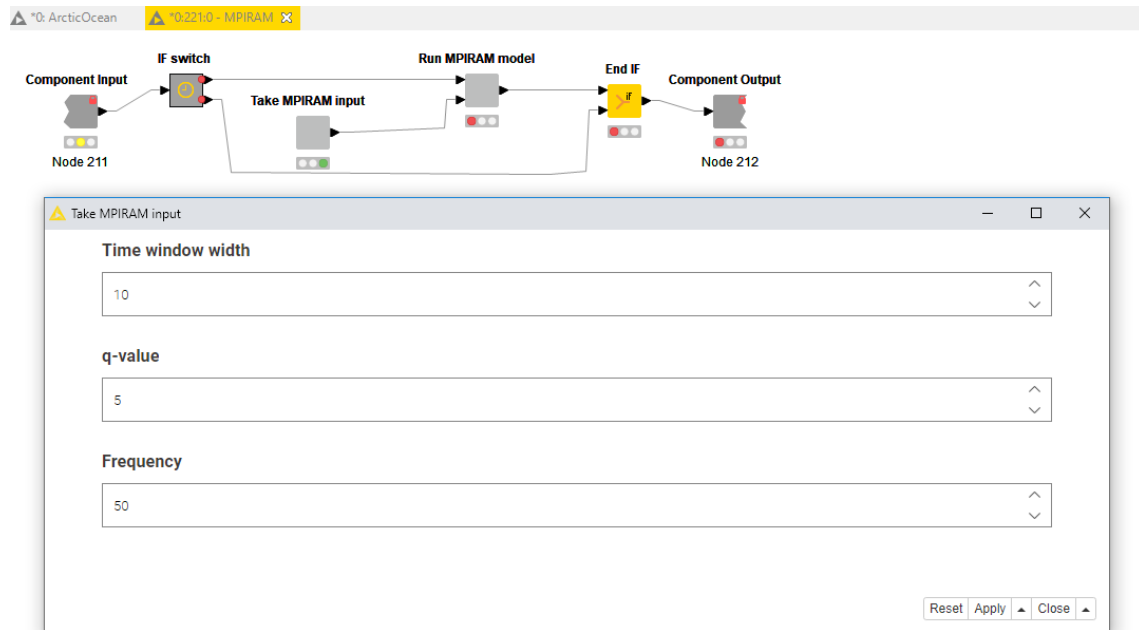 *0: ArcticOcean
*0:221:0 - MPIRAM
IF switch
Run MPIRAM model
End IF
Component Input
Component Output
Take MPIRAM input
if
Node 211
Node 212
Take MPIRAM input
Time window width
10
q-value
5
Frequency
50
Reset Apply Close